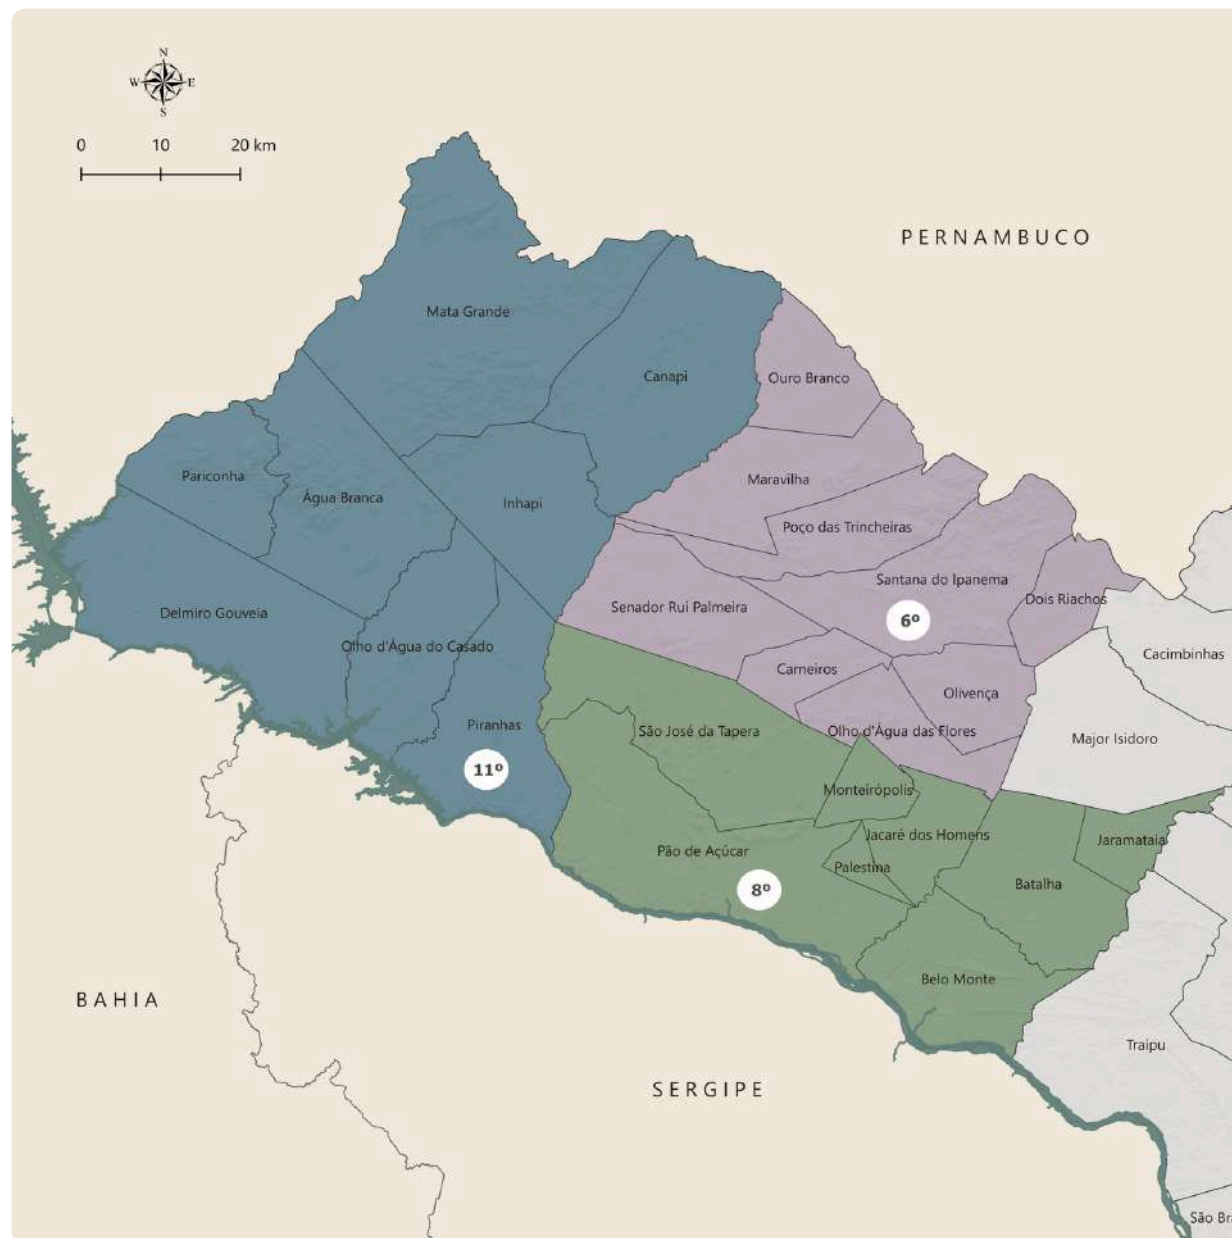 N
W E
S
0 10 20 km
PERNAMBUCO
Mata Grande
Canapi
Ouro Branco
Pariconha
Água Branca
Inhapi
Maravilha
Poço das Trincheiras
Santana do Ipanema
Dois Riachos
Delmiro Gouveia
Senador Rui Palmeira
6º
Olho d'Água do Casado
Carneiros
Cacimbinhas
Olivença
Piranhas
São José da Tapera
Olho d'Água das Flores
Major Isidoro
11º
Monteirópolis
Jacaré dos Homens
Jaramataia
Pão de Açúcar
Palestina
Batalha
8º
Belo Monte
BAHIA
Traipu
SERGIPE
São Br